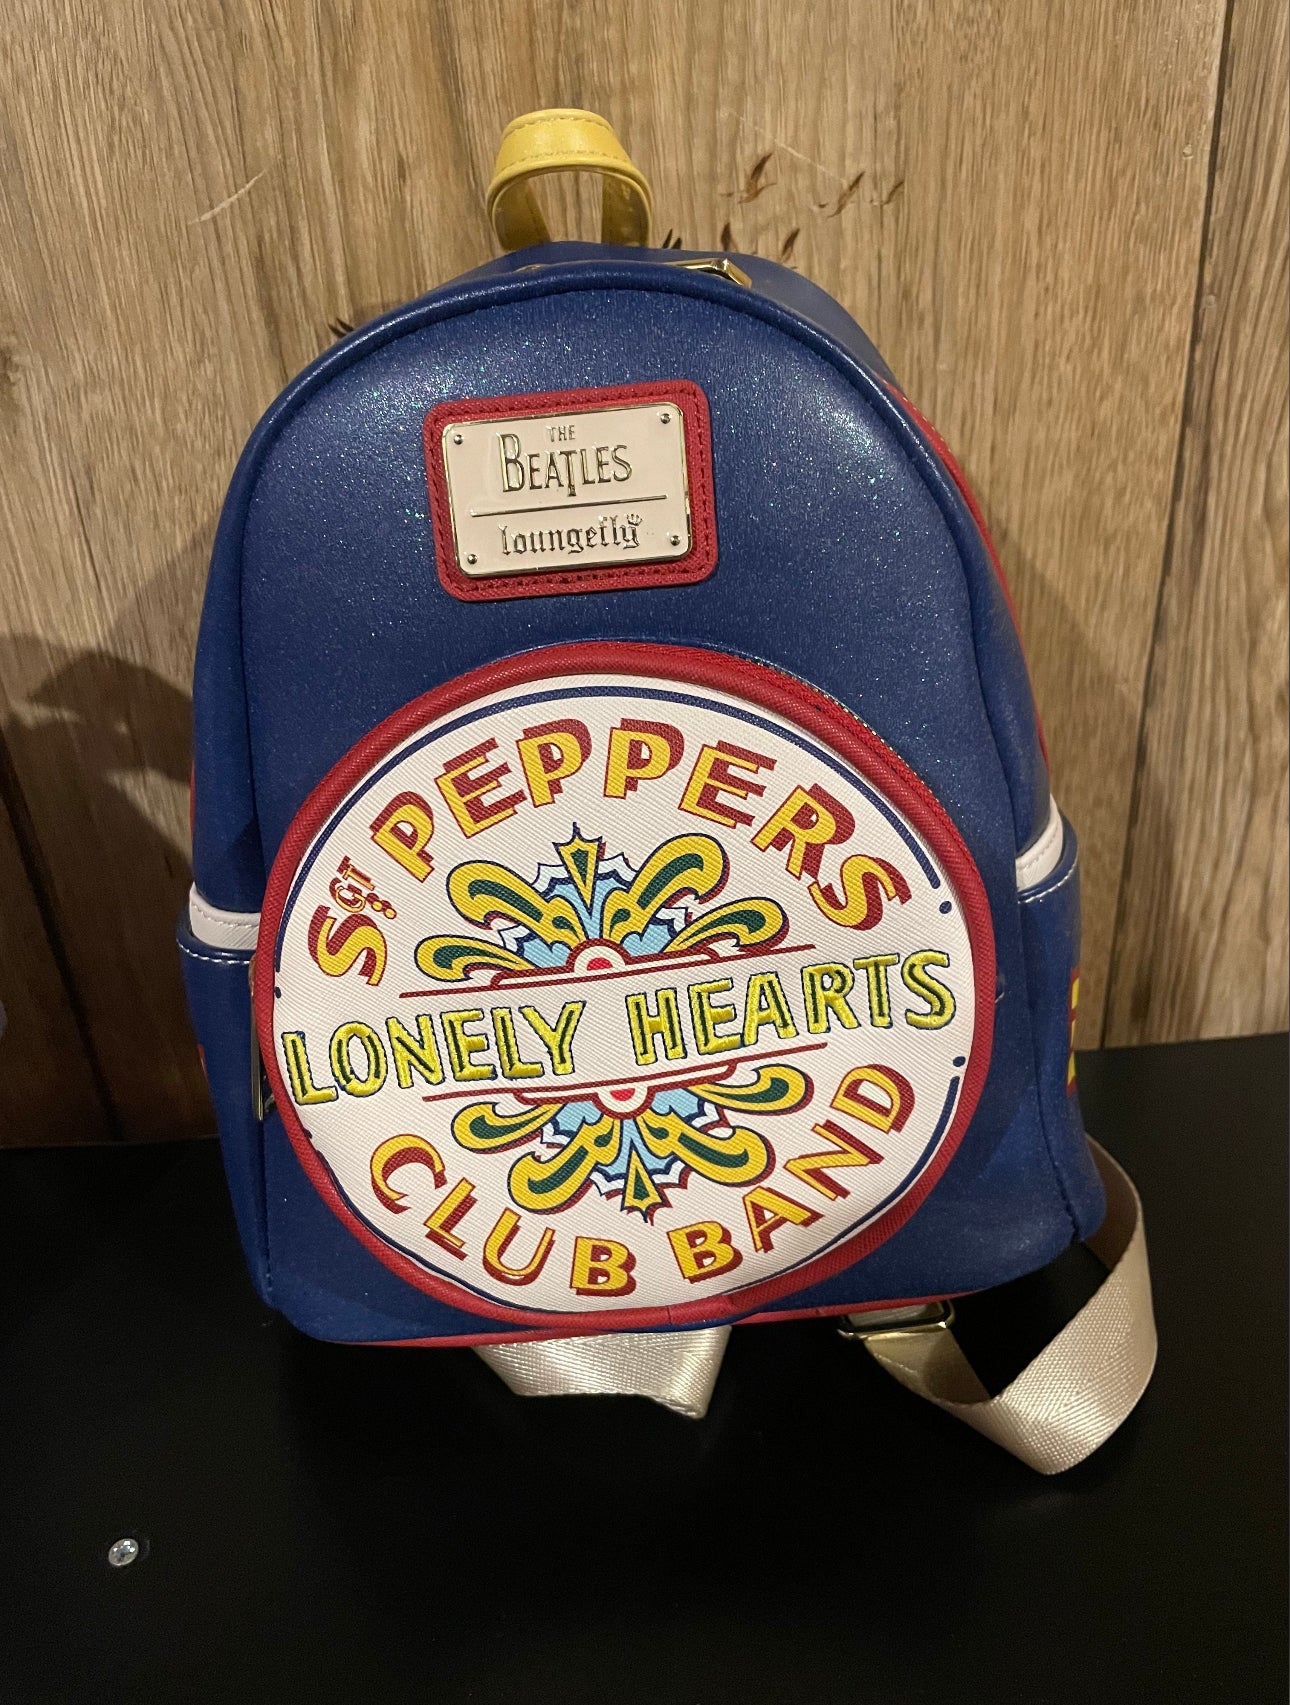 THE
BEATLES
loungefly
SGT. PEPPERS
LONELY HEARTS
CLUB BAND